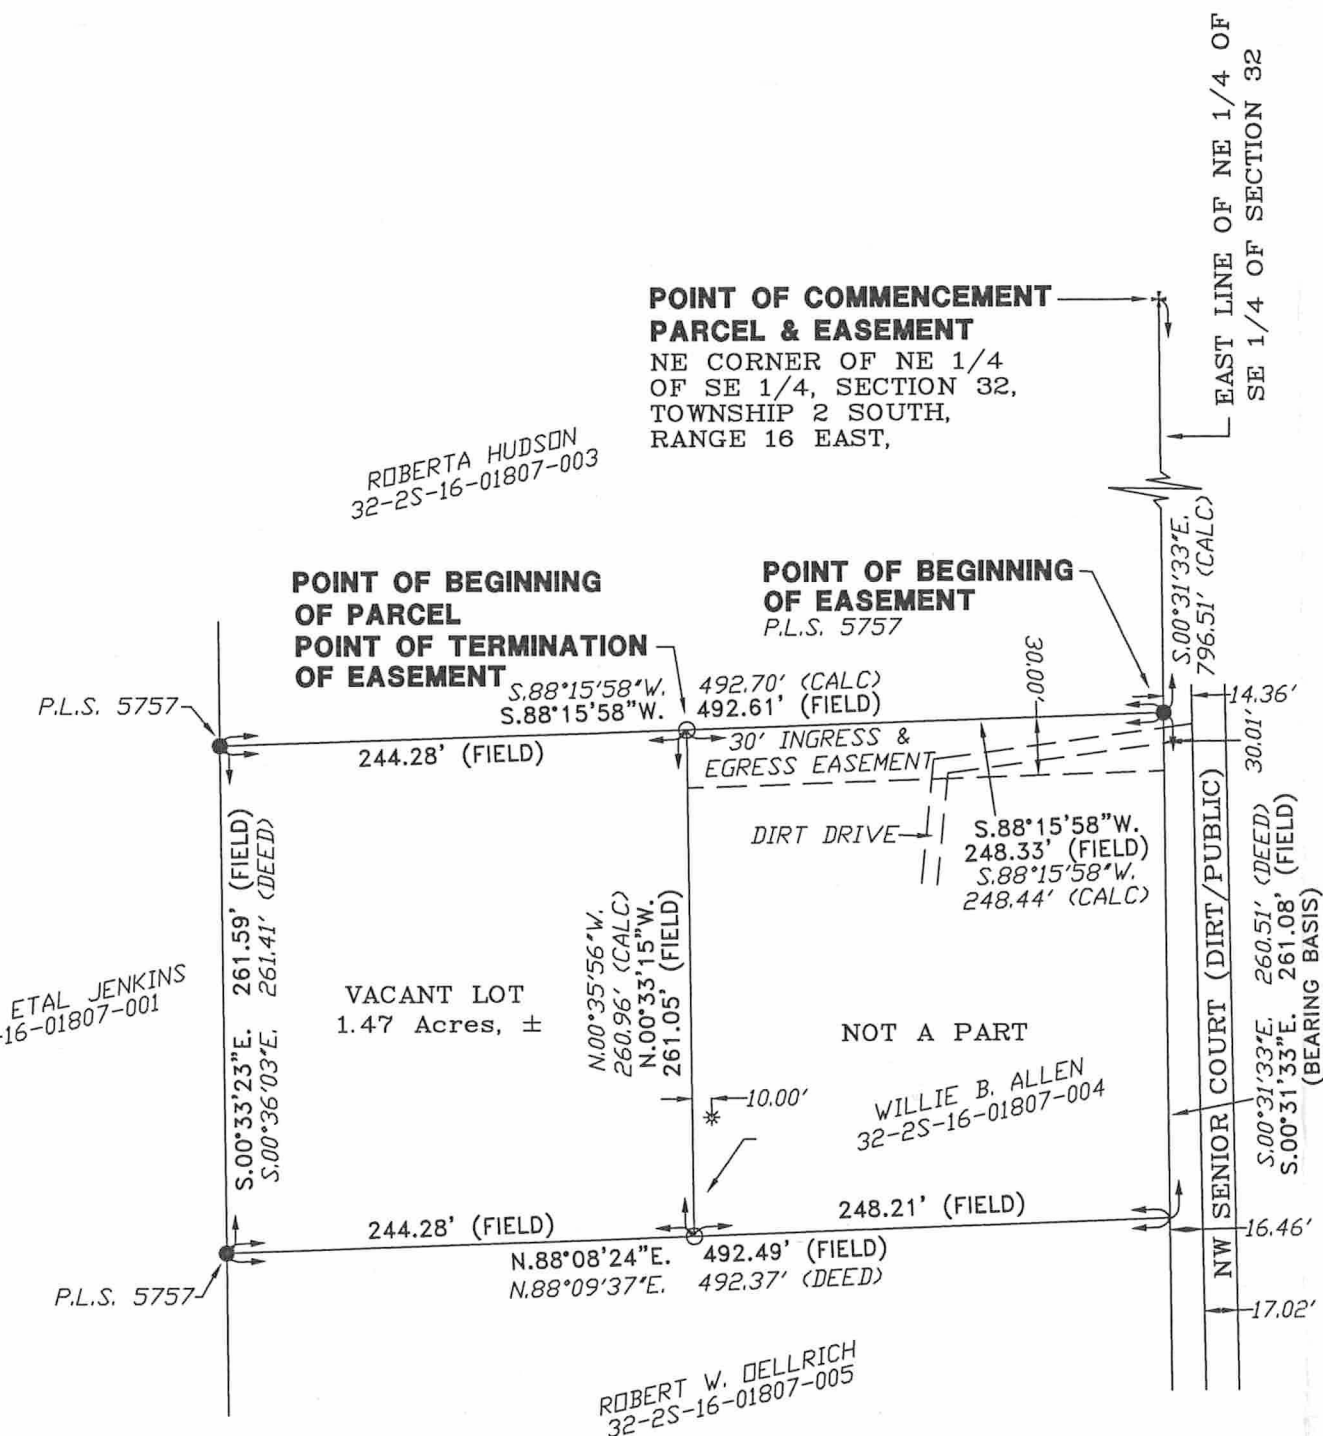 EAST LINE OF NE 1/4 OF
SE 1/4 OF SECTION 32
POINT OF COMMENCEMENT
PARCEL & EASEMENT
NE CORNER OF NE 1/4
OF SE 1/4, SECTION 32,
TOWNSHIP 2 SOUTH,
RANGE 16 EAST,
ROBERTA HUDSON
32-2S-16-01807-003
S.00°31'33"E.
796.51' (CALC)
POINT OF BEGINNING
OF PARCEL
POINT OF TERMINATION
OF EASEMENT
POINT OF BEGINNING
OF EASEMENT
P.L.S. 5757
30.00'
14.36'
30.01'
P.L.S. 5757
S.88°15'58"W. 492.70' (CALC)
S.88°15'58"W. 492.61' (FIELD)
244.28' (FIELD)
30' INGRESS &
EGRESS EASEMENT
DIRT DRIVE
S.88°15'58"W.
248.33' (FIELD)
S.88°15'58"W.
248.44' (CALC)
S.00°33'23"E. 261.59' (FIELD)
S.00°36'03"E. 261.41' (DEED)
N.00°35'56"W.
260.96' (CALC)
N.00°33'15"W.
261.05' (FIELD)
S.00°31'33"E. 260.51' (DEED)
S.00°31'33"E. 261.08' (FIELD)
(BEARING BASIS)
NW SENIOR COURT (DIRT/PUBLIC)
ETAL JENKINS
-16-01807-001
VACANT LOT
1.47 Acres, ±
NOT A PART
WILLIE B. ALLEN
32-2S-16-01807-004
10.00'
244.28' (FIELD)
248.21' (FIELD)
16.46'
N.88°08'24"E. 492.49' (FIELD)
N.88°09'37"E. 492.37' (DEED)
P.L.S. 5757
17.02'
ROBERT W. OELLRICH
32-2S-16-01807-005